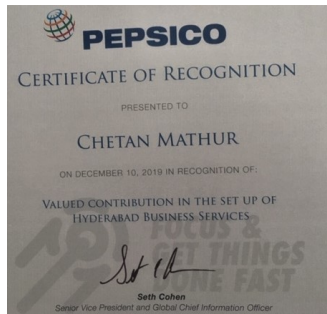 PEPSICO
CERTIFICATE OF RECOGNITION
PRESENTED TO
CHETAN MATHUR
ON DECEMBER 10, 2019 IN RECOGNITION OF:
VALUED CONTRIBUTION IN THE SET UP OF
HYDERABAD BUSINESS SERVICES
FOCUS &
GET THINGS
DONE FAST
Seth Cohen
Senior Vice President and Global Chief Information Officer